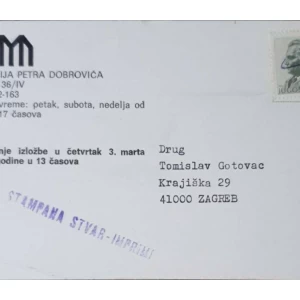 IJA PETRA DOBROVIĆA
36/IV
2-163
vreme: petak, subota, nedelja od
17 časova
nje izložbe u četvrtak 3. marta
godine u 13 časova
Drug
Tomislav Gotovac
Krajiška 29
41000 ZAGREB
ŠTAMPANA STVAR-IMPRIMÉ